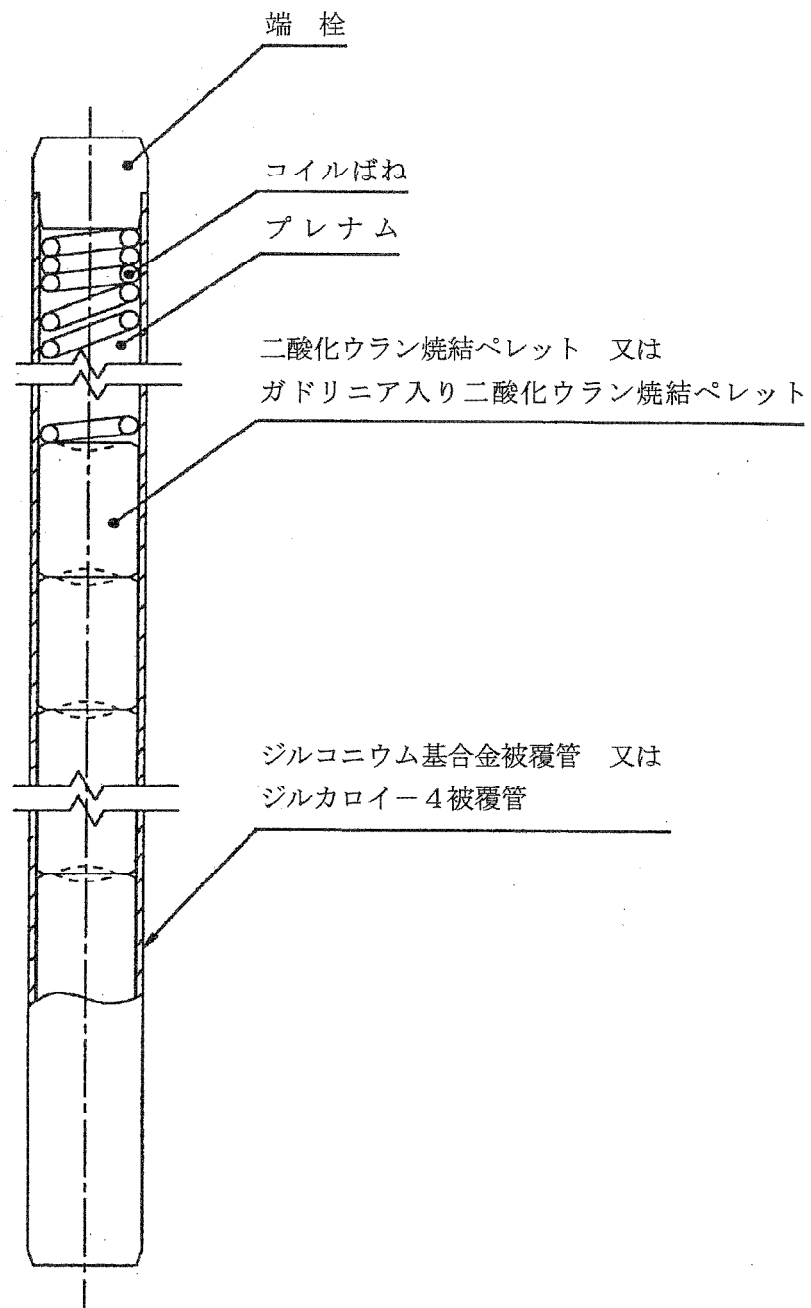 端 栓
コイルばね
プレナム
二酸化ウラン焼結ペレット 又は
ガドリニア入り二酸化ウラン焼結ペレット
ジルコニウム基合金被覆管 又は
ジルカロイ－４被覆管